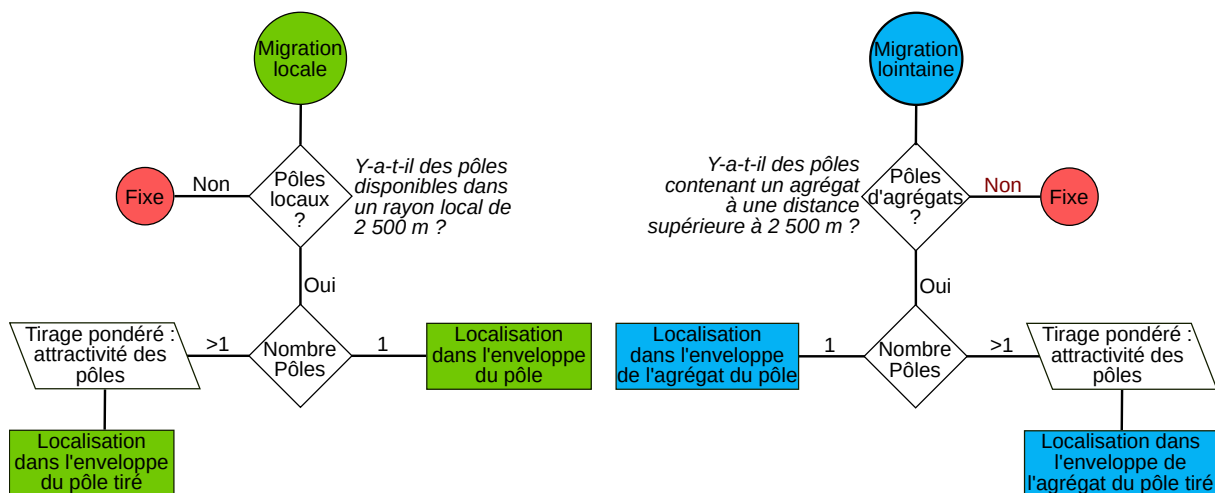 Migration
locale
Pôles
locaux
?
Y-a-t-il des pôles
disponibles dans
un rayon local de
2 500 m ?
Non
Fixe
Oui
Nombre
Pôles
>1
1
Tirage pondéré :
attractivité des
pôles
Localisation
dans l'enveloppe
du pôle
Localisation
dans l'enveloppe
du pôle tiré
Migration
lointaine
Y-a-t-il des pôles
contenant un agrégat
à une distance
supérieure à 2 500 m ?
Pôles
d'agrégats
?
Non
Fixe
Oui
Nombre
Pôles
1
>1
Localisation
dans l'enveloppe
de l'agrégat du pôle
Tirage pondéré :
attractivité des
pôles
Localisation dans
l'enveloppe de
l'agrégat du pôle tiré